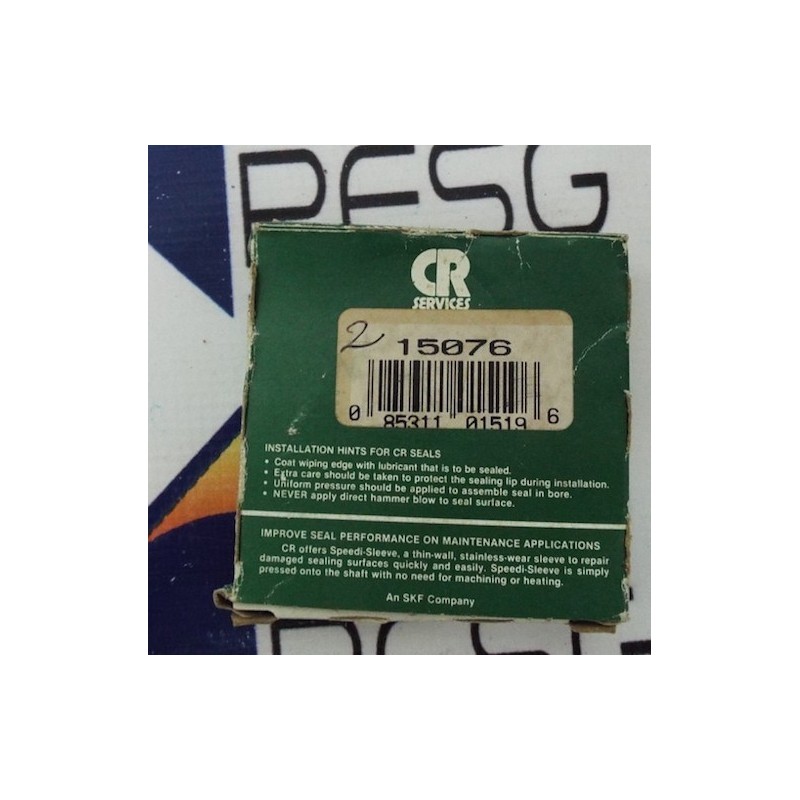 PFSG
CR
SERVICES
2 15076
0 85311 01519 6
INSTALLATION HINTS FOR CR SEALS
• Coat wiping edge with lubricant that is to be sealed.
• Extra care should be taken to protect the sealing lip during installation.
• Uniform pressure should be applied to assemble seal in bore.
• NEVER apply direct hammer blow to seal surface.
IMPROVE SEAL PERFORMANCE ON MAINTENANCE APPLICATIONS
CR offers Speedi-Sleeve, a thin-wall, stainless-wear sleeve to repair
damaged sealing surfaces quickly and easily. Speedi-Sleeve is simply
pressed onto the shaft with no need for machining or heating.
An SKF Company